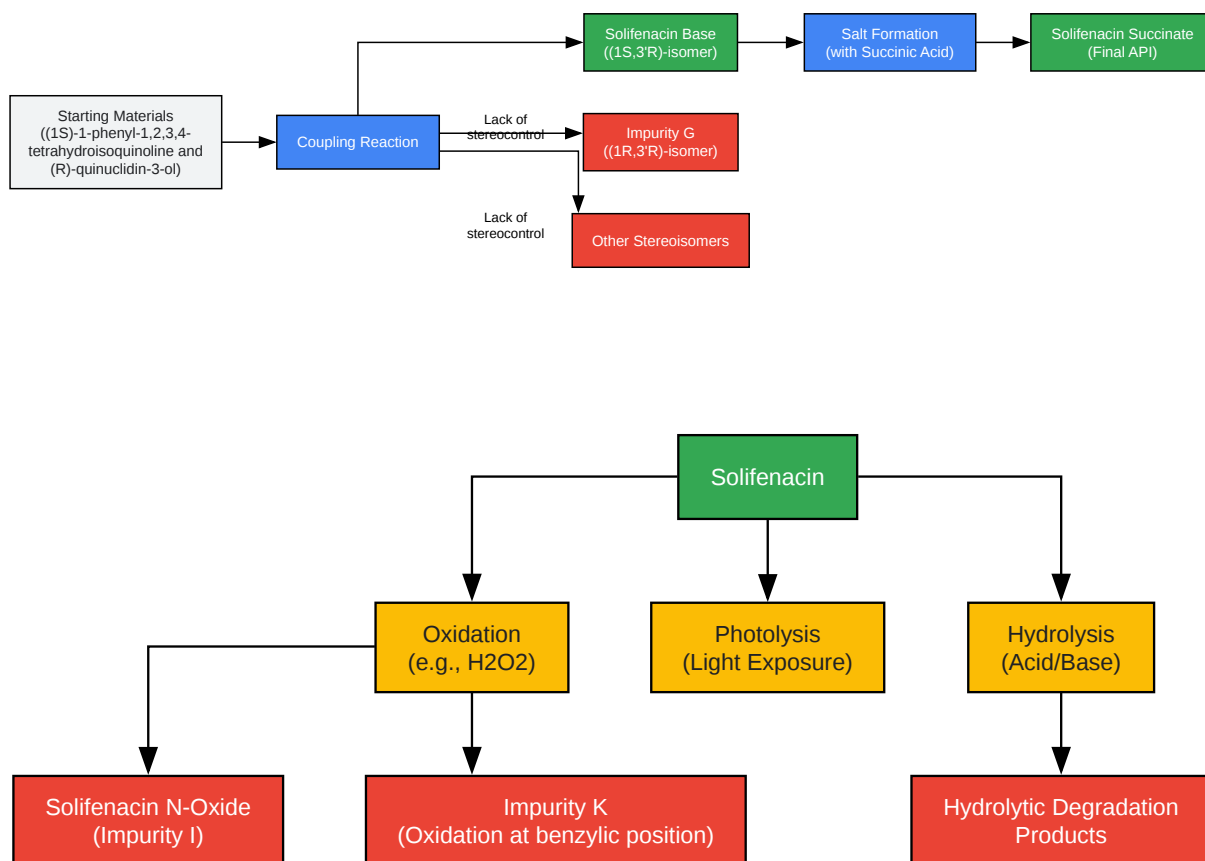 Solifenacin Base
((1S,3'R)-isomer)
Salt Formation
(with Succinic Acid)
Solifenacin Succinate
(Final API)
Starting Materials
((1S)-1-phenyl-1,2,3,4-
tetrahydroisoquinoline and
(R)-quinuclidin-3-ol)
Coupling Reaction
Lack of
stereocontrol
Impurity G
((1R,3'R)-isomer)
Lack of
stereocontrol
Other Stereoisomers
Solifenacin
Oxidation
(e.g., H2O2)
Photolysis
(Light Exposure)
Hydrolysis
(Acid/Base)
Solifenacin N-Oxide
(Impurity I)
Impurity K
(Oxidation at benzylic position)
Hydrolytic Degradation
Products